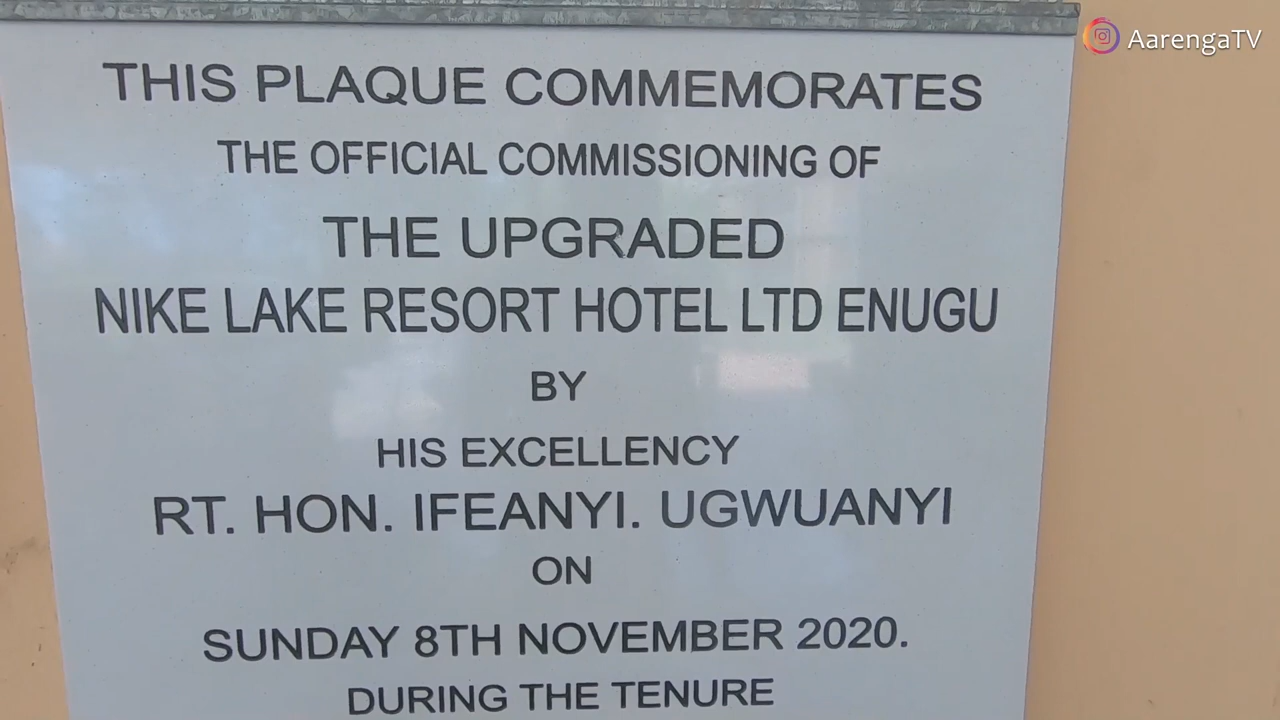 AarengaTV
THIS PLAQUE COMMEMORATES
THE OFFICIAL COMMISSIONING OF
THE UPGRADED
NIKE LAKE RESORT HOTEL LTD ENUGU
BY
HIS EXCELLENCY
RT. HON. IFEANYI. UGWUANYI
ON
SUNDAY 8TH NOVEMBER 2020.
DURING THE TENURE